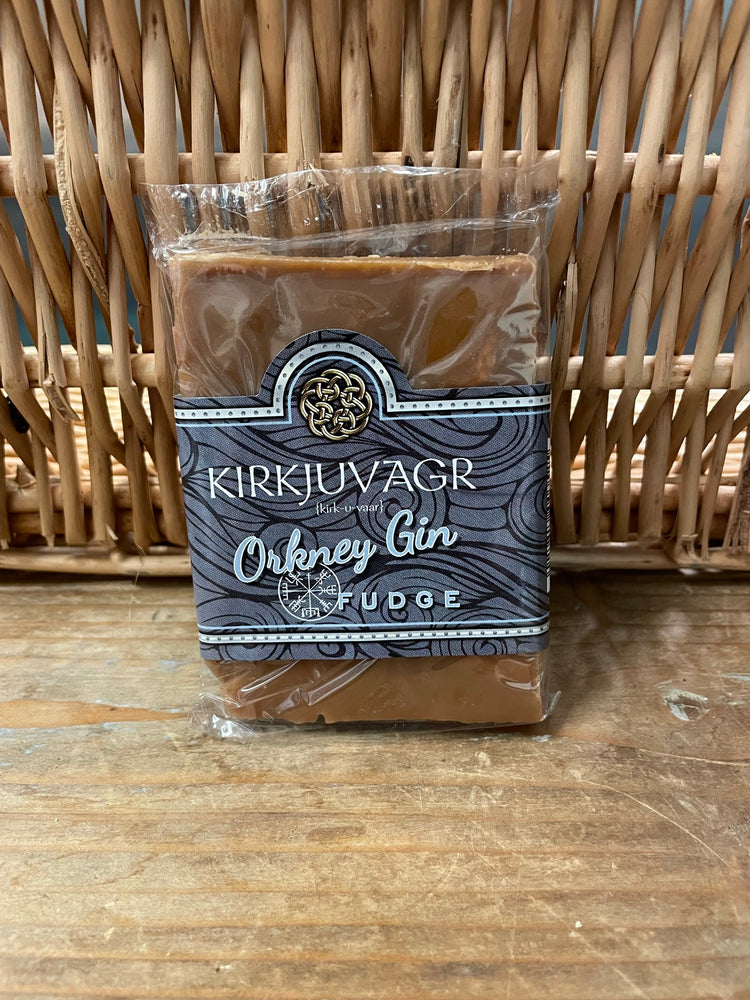 KIRKJUVAGR
{kirk-u-vaar}
Orkney Gin
FUDGE